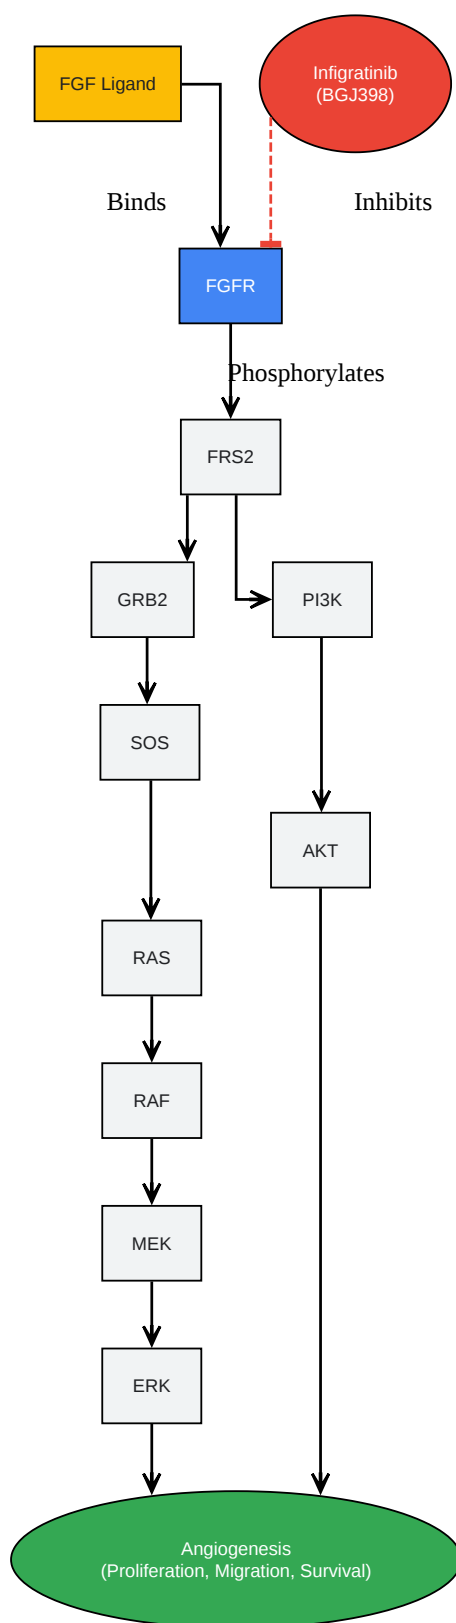 FGF Ligand
Infigratinib
(BGJ398)
Binds
Inhibits
FGFR
Phosphorylates
FRS2
GRB2
PI3K
SOS
AKT
RAS
RAF
MEK
ERK
Angiogenesis
(Proliferation, Migration, Survival)